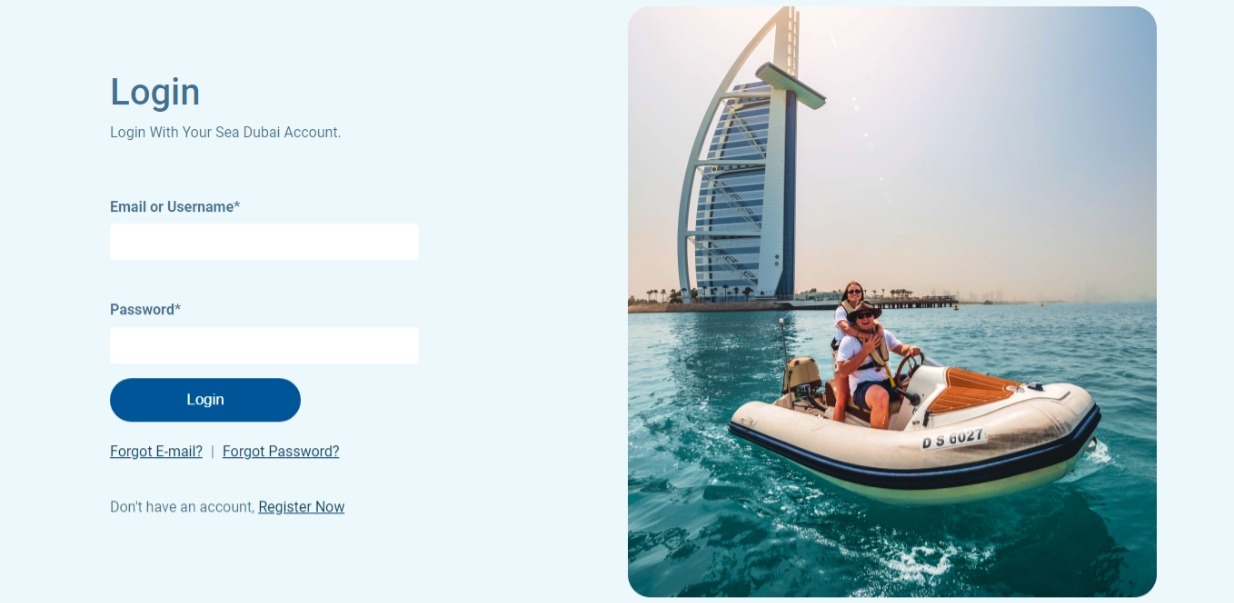 Login
Login With Your Sea Dubai Account.
Email or Username*
Password*
Login
Forgot E-mail? | Forgot Password?
Don't have an account, Register Now
D S 6027